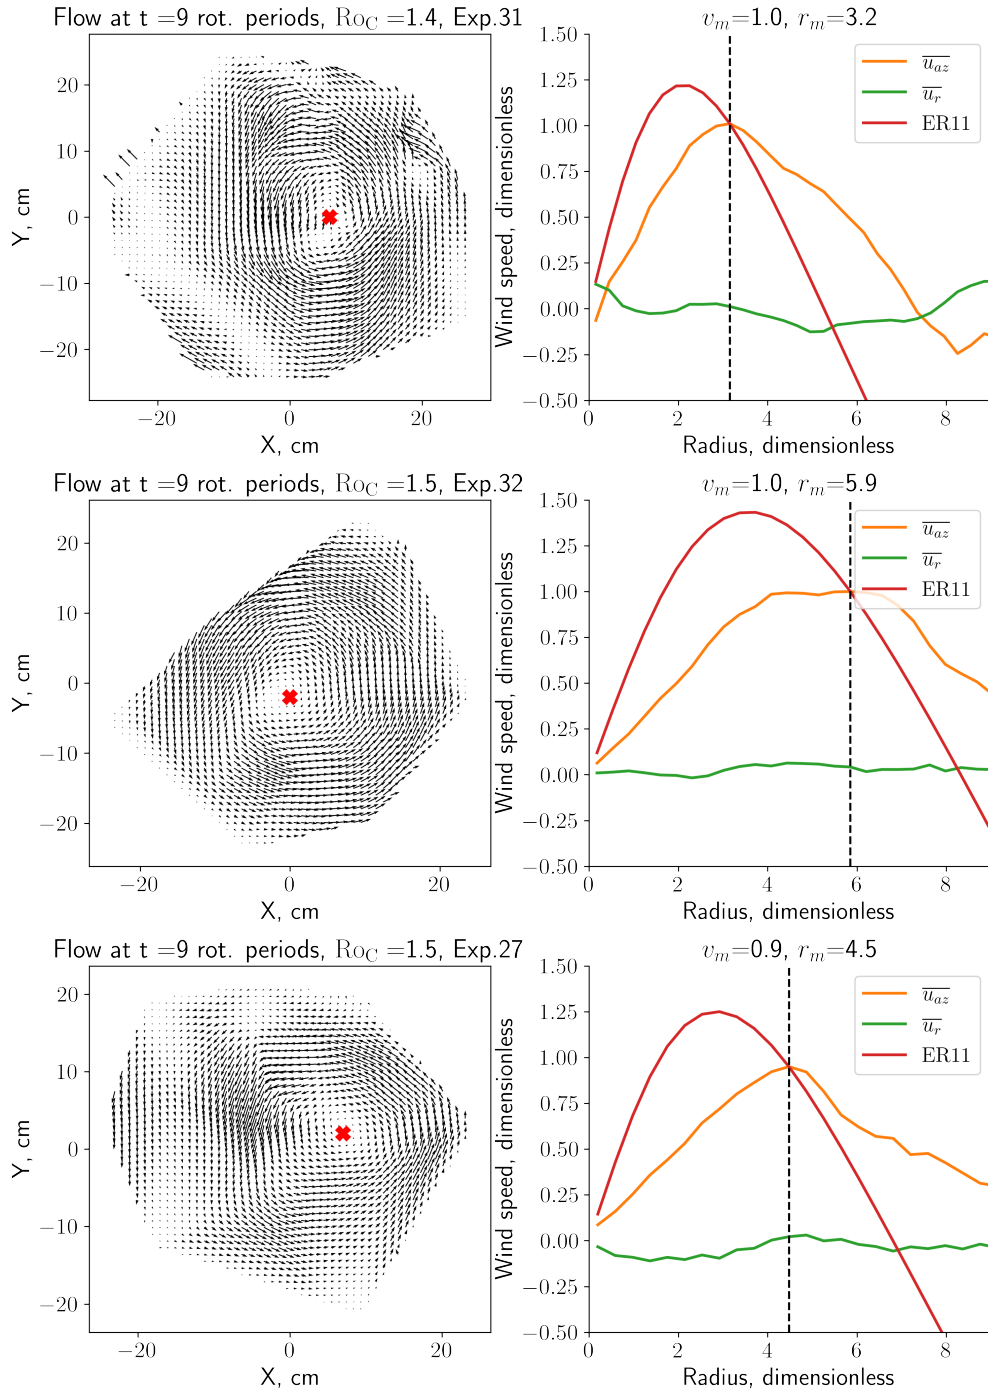 Flow at t =9 rot. periods, Ro_C =1.4, Exp.31
Y, cm
20
10
0
−10
−20
−20 0 20
X, cm
v_m=1.0, r_m=3.2
Wind speed, dimensionless
1.50
1.25
1.00
0.75
0.50
0.25
0.00
−0.25
−0.50
0 2 4 6 8
Radius, dimensionless
u_az
u_r
ER11
Flow at t =9 rot. periods, Ro_C =1.5, Exp.32
Y, cm
20
10
0
−10
−20
−20 0 20
X, cm
v_m=1.0, r_m=5.9
Wind speed, dimensionless
1.50
1.25
1.00
0.75
0.50
0.25
0.00
−0.25
−0.50
0 2 4 6 8
Radius, dimensionless
u_az
u_r
ER11
Flow at t =9 rot. periods, Ro_C =1.5, Exp.27
Y, cm
20
10
0
−10
−20
−20 0 20
X, cm
v_m=0.9, r_m=4.5
Wind speed, dimensionless
1.50
1.25
1.00
0.75
0.50
0.25
0.00
−0.25
−0.50
0 2 4 6 8
Radius, dimensionless
u_az
u_r
ER11